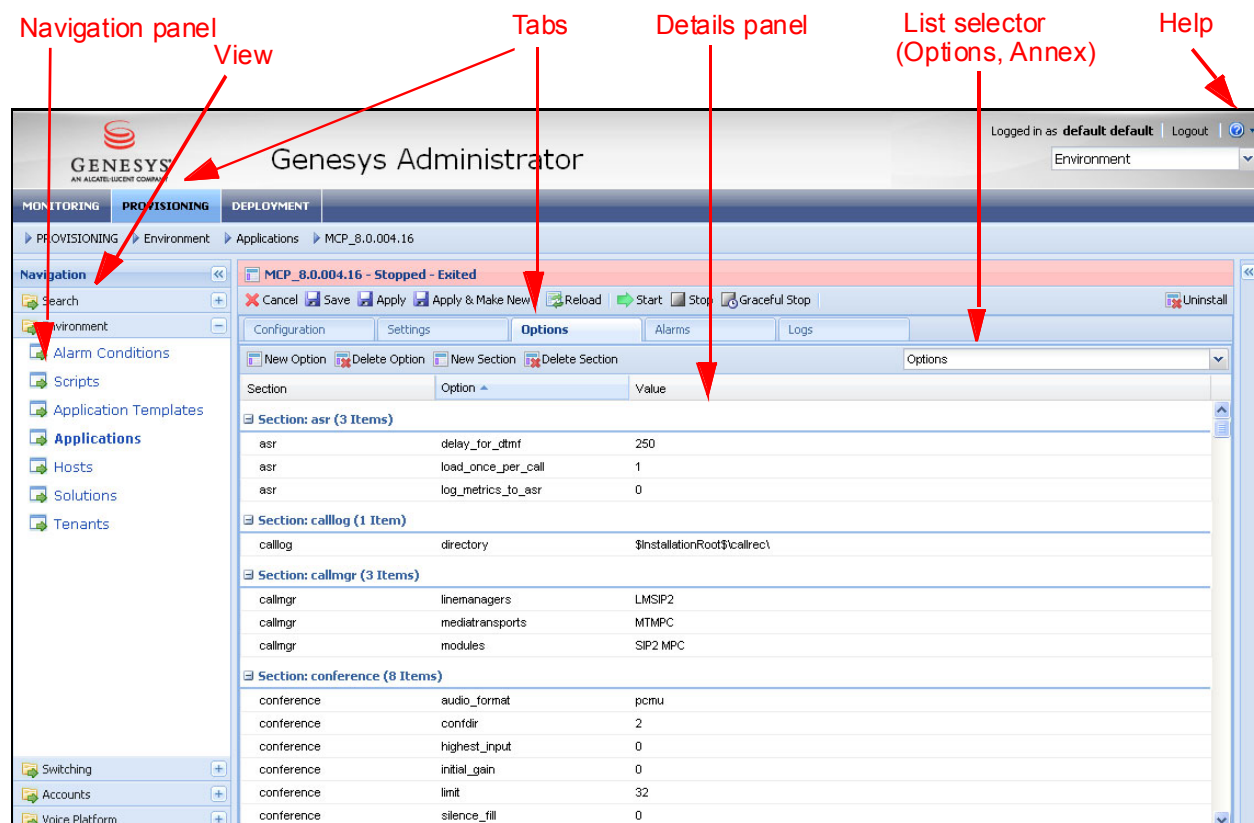 Navigation panel
View
Tabs
Details panel
List selector
(Options, Annex)
Help
GENESYS
AN ALCATEL-LUCENT COMPANY
Genesys Administrator
Logged in as default default | Logout
Environment
MONITORING PROVISIONING DEPLOYMENT
PROVISIONING Environment Applications MCP_8.0.004.16
Navigation
Search
Environment
Alarm Conditions
Scripts
Application Templates
Applications
Hosts
Solutions
Tenants
Switching
Accounts
Voice Platform
MCP_8.0.004.16 - Stopped - Exited
Cancel Save Apply Apply & Make New Reload Start Stop Graceful Stop Uninstall
Configuration Settings Options Alarms Logs
New Option Delete Option New Section Delete Section Options
Section Option Value
Section: asr (3 Items)
asr delay_for_dtmf 250
asr load_once_per_call 1
asr log_metrics_to_asr 0
Section: calllog (1 Item)
calllog directory $InstallationRoot$\callrec\
Section: callmgr (3 Items)
callmgr linemanagers LMSIP2
callmgr mediatransports MTMPC
callmgr modules SIP2 MPC
Section: conference (8 Items)
conference audio_format pcmu
conference confdir 2
conference highest_input 0
conference initial_gain 0
conference limit 32
conference silence_fill 0